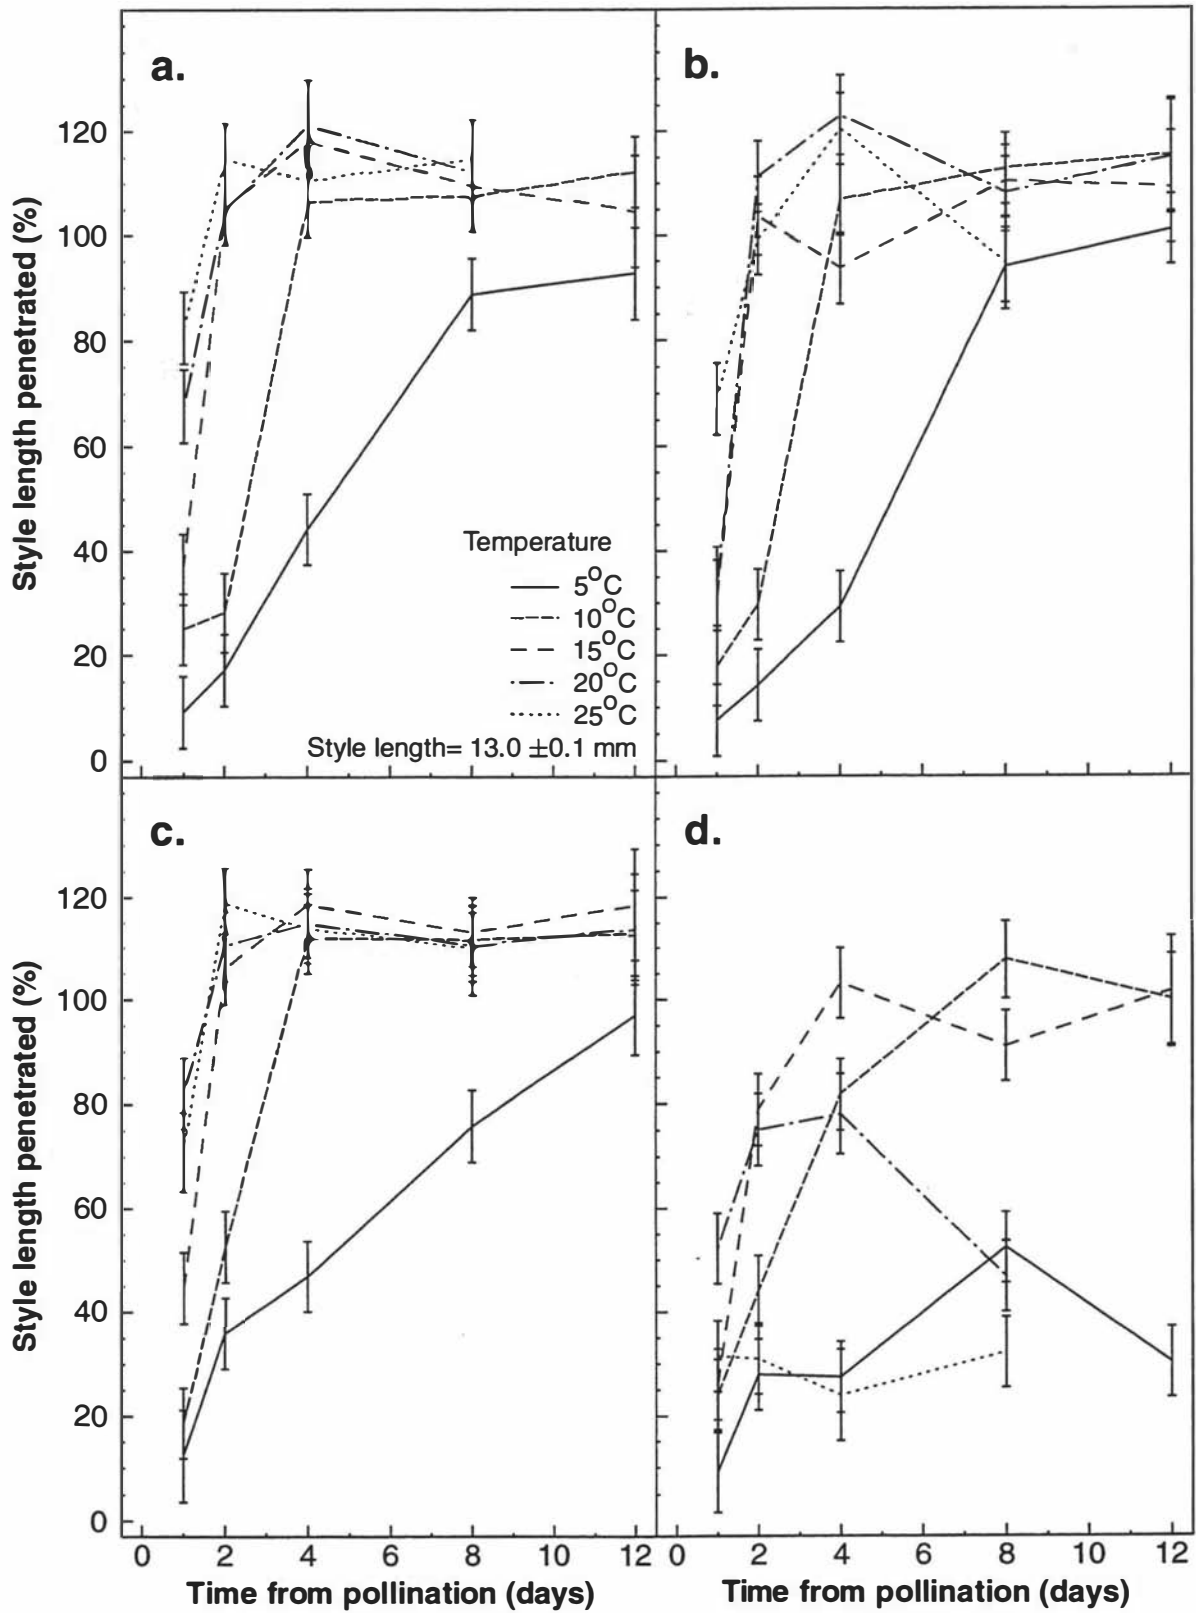 a.
b.
120
100
80
60
40
20
0
Style length penetrated (%)
Temperature
5°C
10°C
15°C
20°C
25°C
Style length= 13.0 ±0.1 mm
c.
d.
120
100
80
60
40
20
0
Style length penetrated (%)
0 2 4 6 8 10 12
0 2 4 6 8 10 12
Time from pollination (days)
Time from pollination (days)